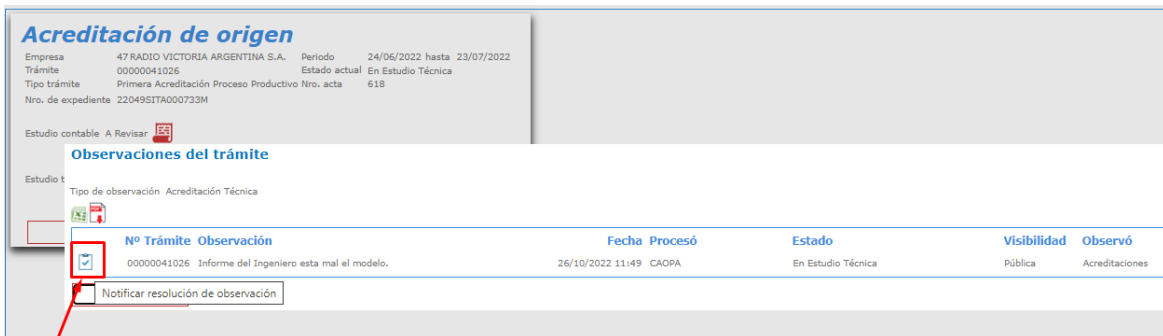 Acreditación de origen
Empresa 47 RADIO VICTORIA ARGENTINA S.A. Periodo 24/06/2022 hasta 23/07/2022
Trámite 00000041026 Estado actual En Estudio Técnica
Tipo trámite Primera Acreditación Proceso Productivo Nro. acta 618
Nro. de expediente 22049SITA000733M
Estudio contable A Revisar
Observaciones del trámite
Estudio t
Tipo de observación Acreditación Técnica
Nº Trámite Observación Fecha Procesó Estado Visibilidad Observó
00000041026 Informe del Ingeniero esta mal el modelo. 26/10/2022 11:49 CAOPA En Estudio Técnica Pública Acreditaciones
Notificar resolución de observación